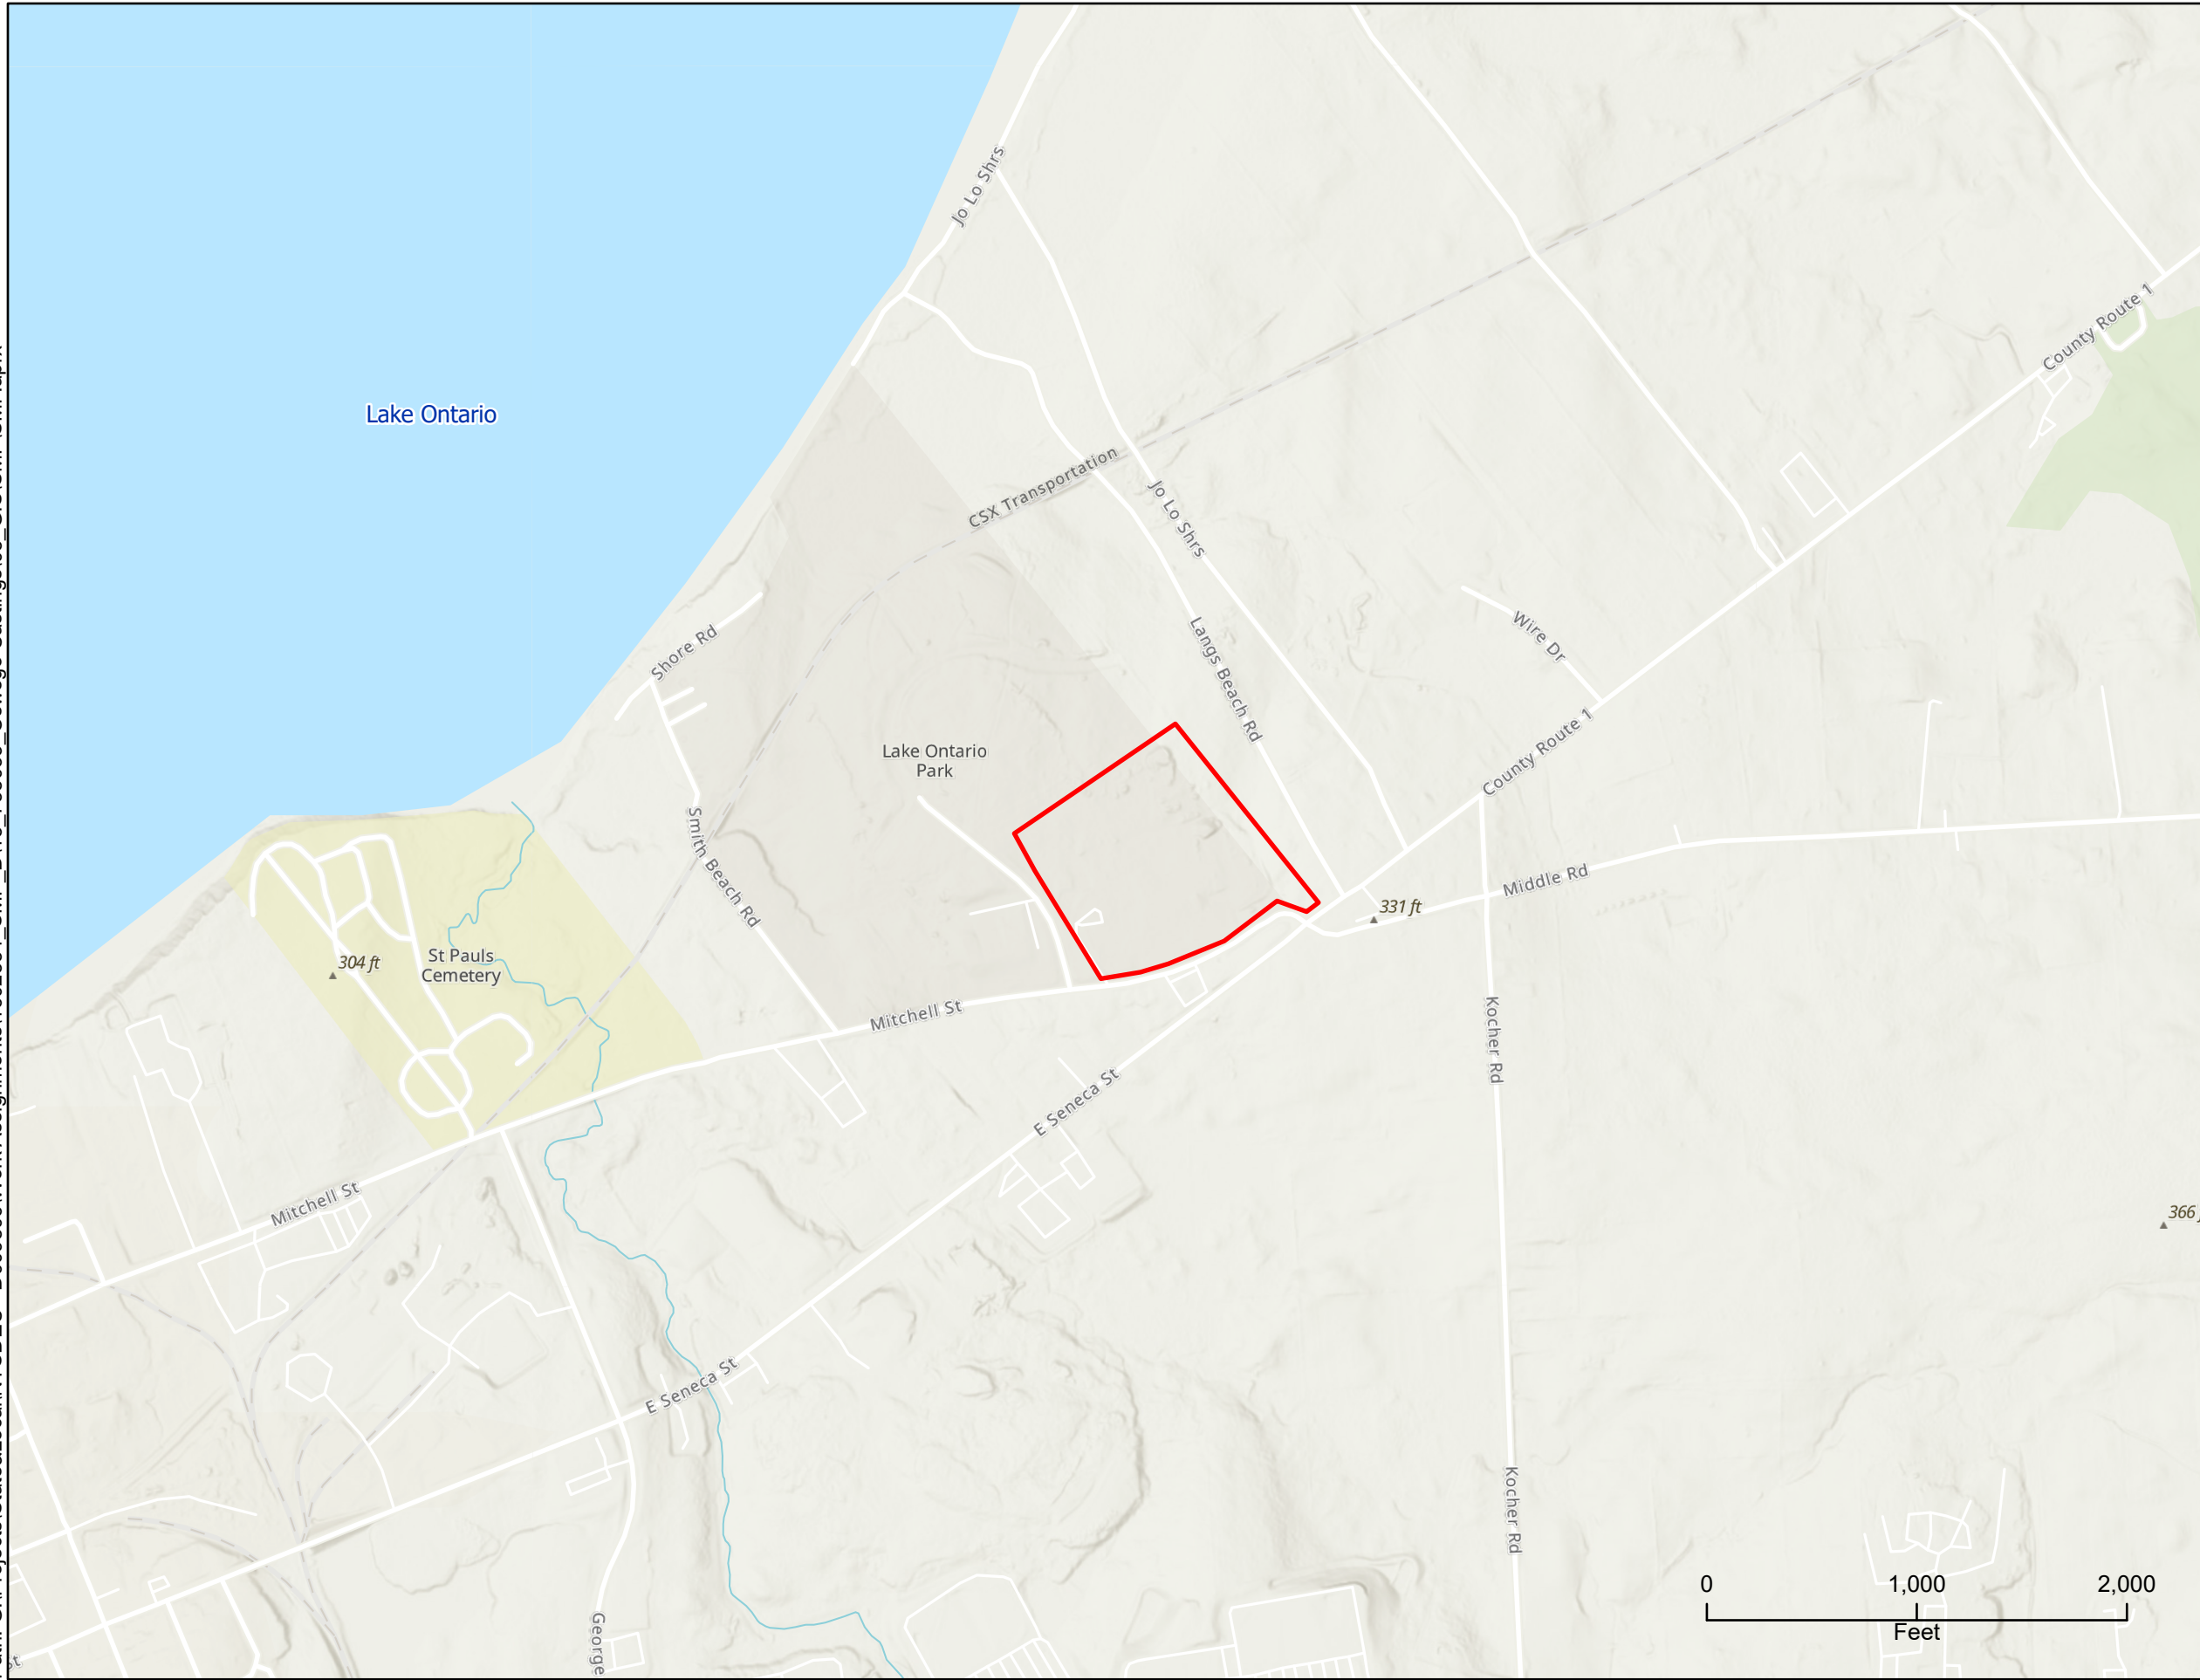 Jo Lo Shrs
County Route 1
Lake Ontario
CSX Transportation
Jo Lo Shrs
Wire Dr
Shore Rd
Langs Beach Rd
County Route 1
Lake Ontario
Park
Smith Beach Rd
Middle Rd
331 ft
St Pauls
Cemetery
304 ft
Mitchell St
Kocher Rd
E Seneca St
Mitchell St
366
E Seneca St
Kocher Rd
0
1,000
2,000
Feet
George
St